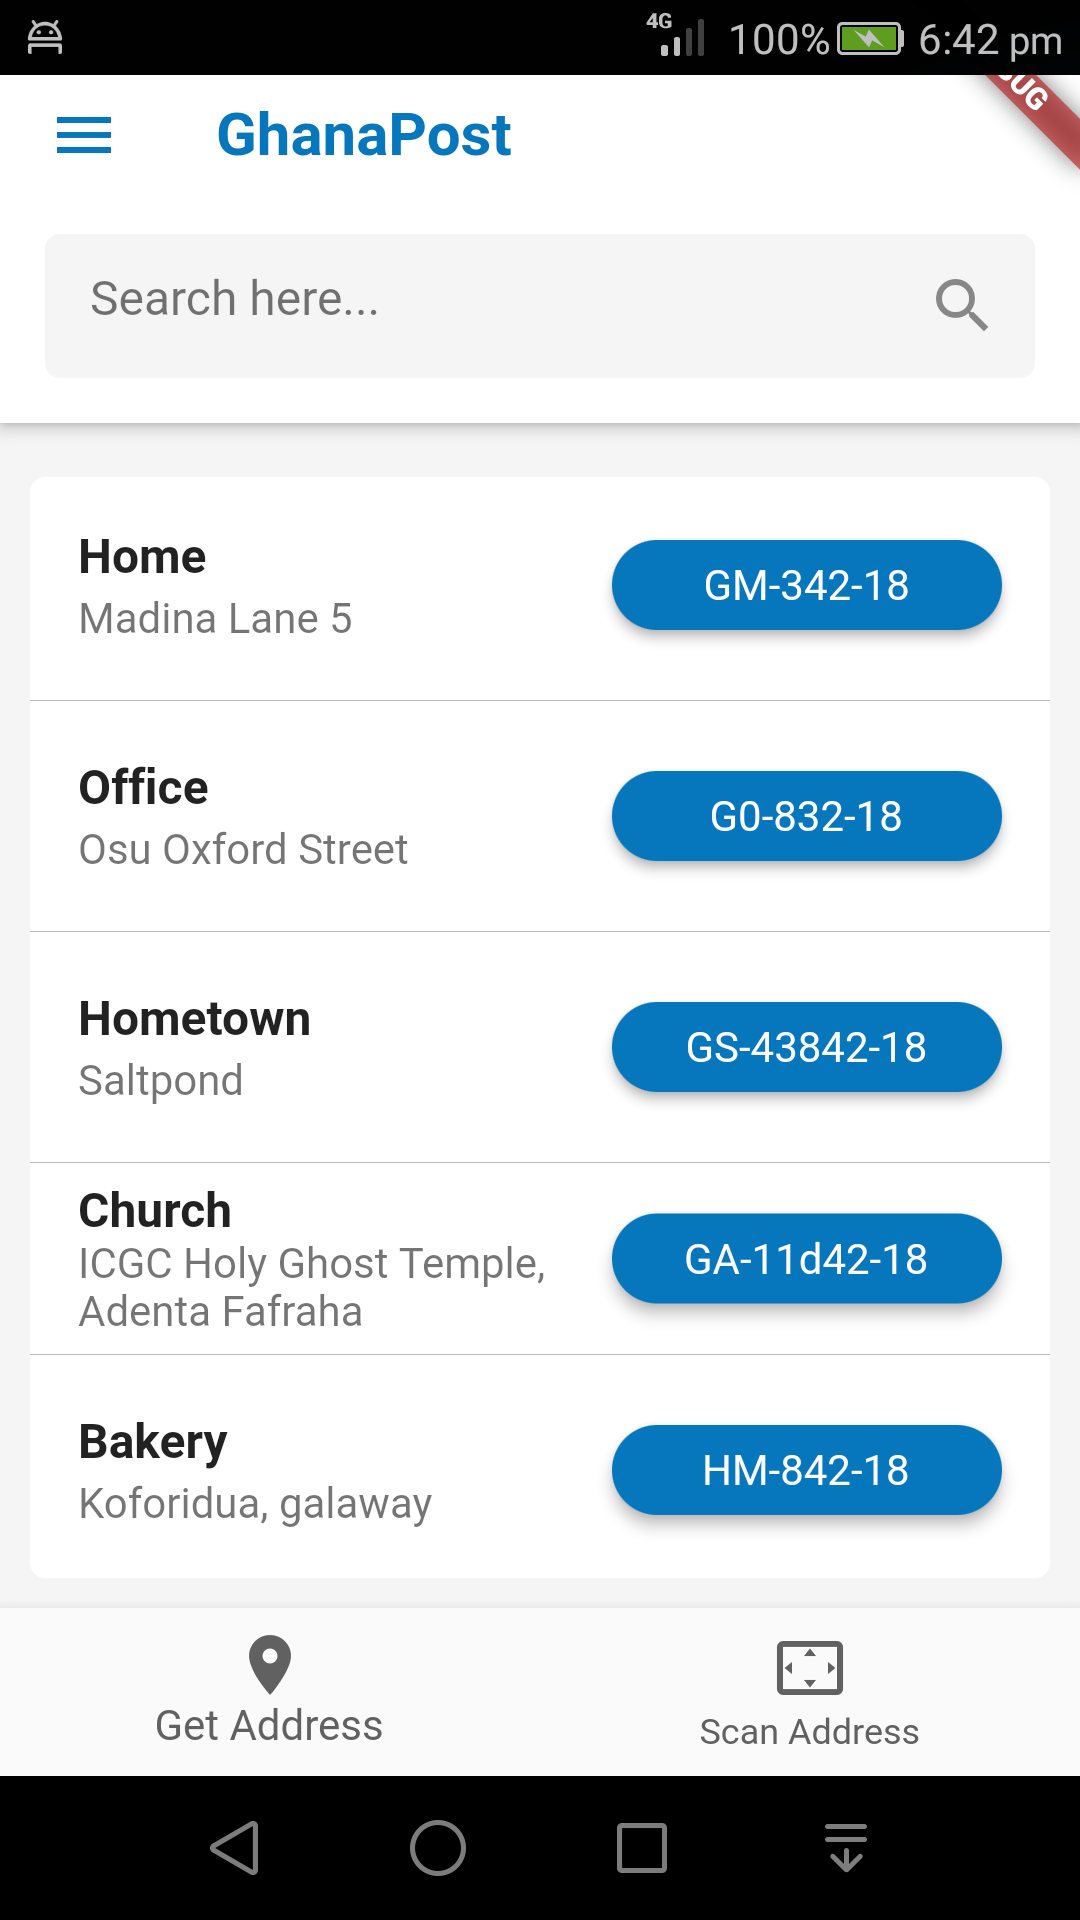 4G 100% 6:42 pm
GhanaPost
Search here...
Home
Madina Lane 5
GM-342-18
Office
Osu Oxford Street
G0-832-18
Hometown
Saltpond
GS-43842-18
Church
ICGC Holy Ghost Temple,
Adenta Fafraha
GA-11d42-18
Bakery
Koforidua, galaway
HM-842-18
Get Address
Scan Address